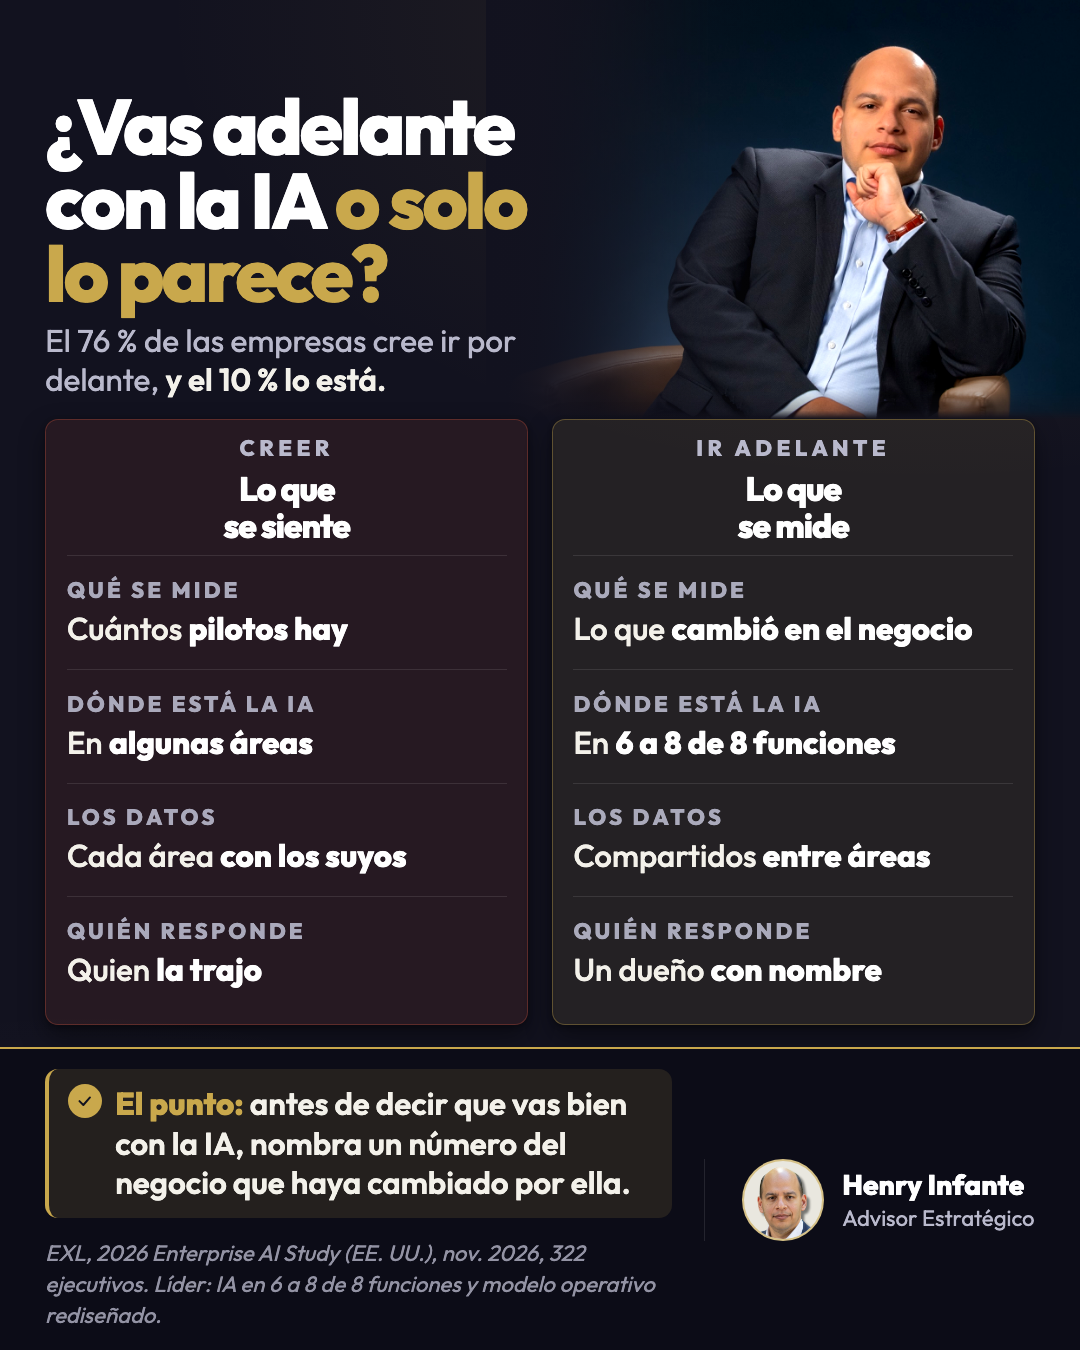 ¿Vas adelante
con la IA o solo
lo parece?
El 76 % de las empresas cree ir por
delante, y el 10 % lo está.
CREER
Lo que
se siente
QUÉ SE MIDE
Cuántos pilotos hay
DÓNDE ESTÁ LA IA
En algunas áreas
LOS DATOS
Cada área con los suyos
QUIÉN RESPONDE
Quien la trajo
IR ADELANTE
Lo que
se mide
QUÉ SE MIDE
Lo que cambió en el negocio
DÓNDE ESTÁ LA IA
En 6 a 8 de 8 funciones
LOS DATOS
Compartidos entre áreas
QUIÉN RESPONDE
Un dueño con nombre
El punto: antes de decir que vas bien
con la IA, nombra un número del
negocio que haya cambiado por ella.
EXL, 2026 Enterprise AI Study (EE. UU.), nov. 2026, 322
ejecutivos. Líder: IA en 6 a 8 de 8 funciones y modelo operativo
rediseñado.
Henry Infante
Advisor Estratégico